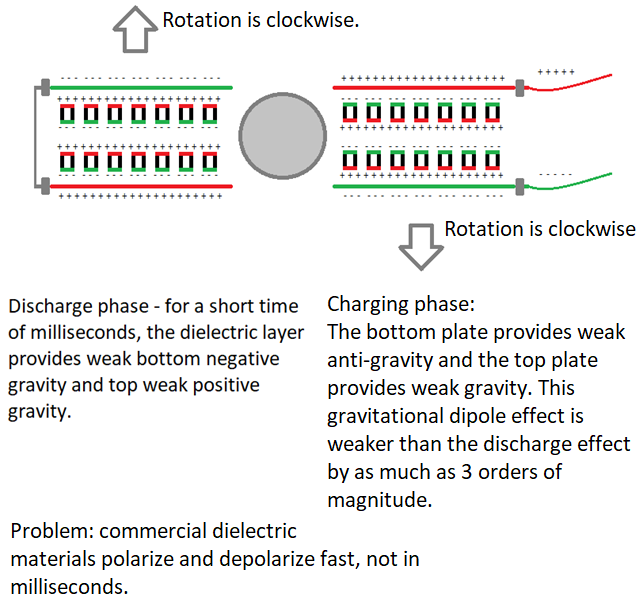 Rotation is clockwise.
Rotation is clockwise
Discharge phase - for a short time
of milliseconds, the dielectric layer
provides weak bottom negative
gravity and top weak positive
gravity.
Charging phase:
The bottom plate provides weak
anti-gravity and the top plate
provides weak gravity. This
gravitational dipole effect is
weaker than the discharge effect
by as much as 3 orders of
magnitude.
Problem: commercial dielectric
materials polarize and depolarize fast, not in
milliseconds.